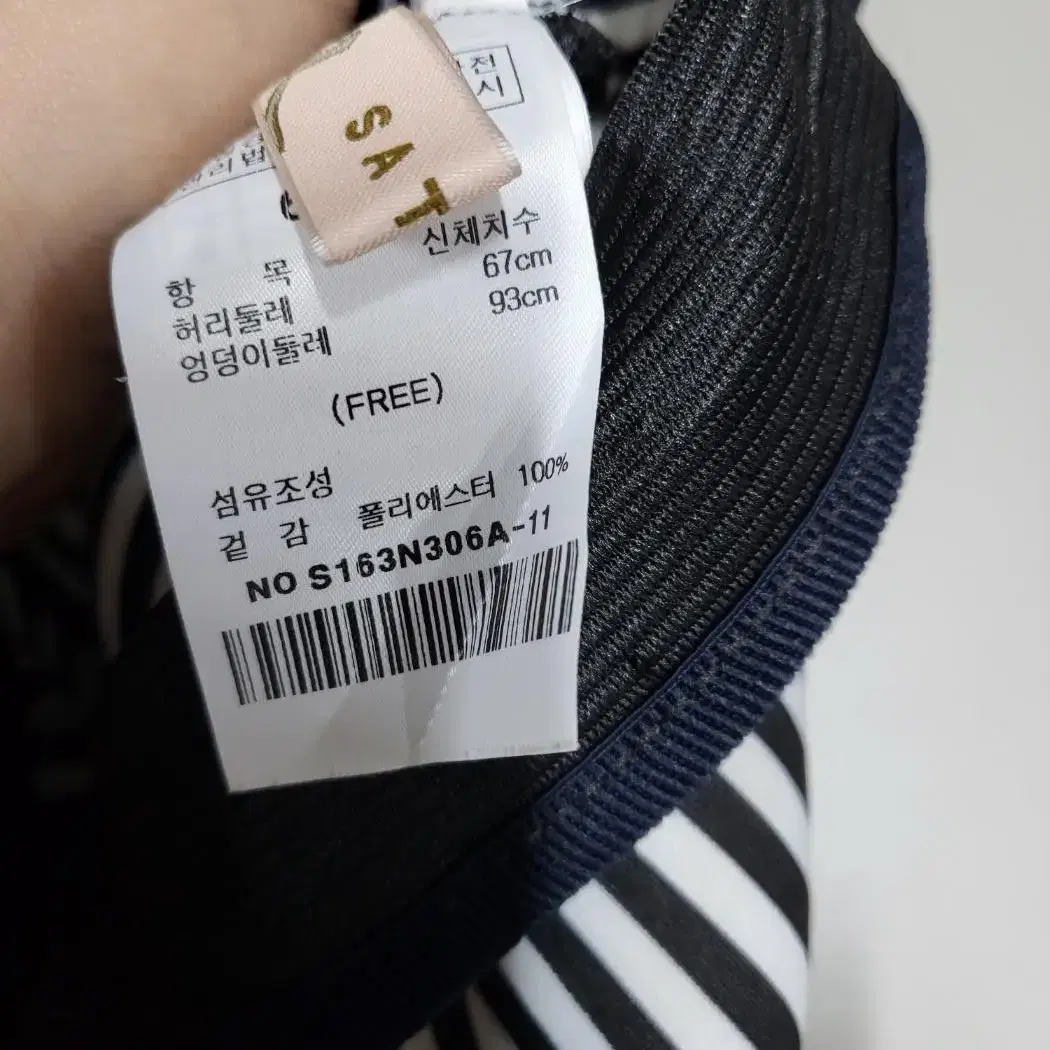 SAT
항 목 신체치수
허리둘레 67cm
엉덩이둘레 93cm
(FREE)
섬유조성
겉 감 폴리에스터 100%
NO S163N306A-11